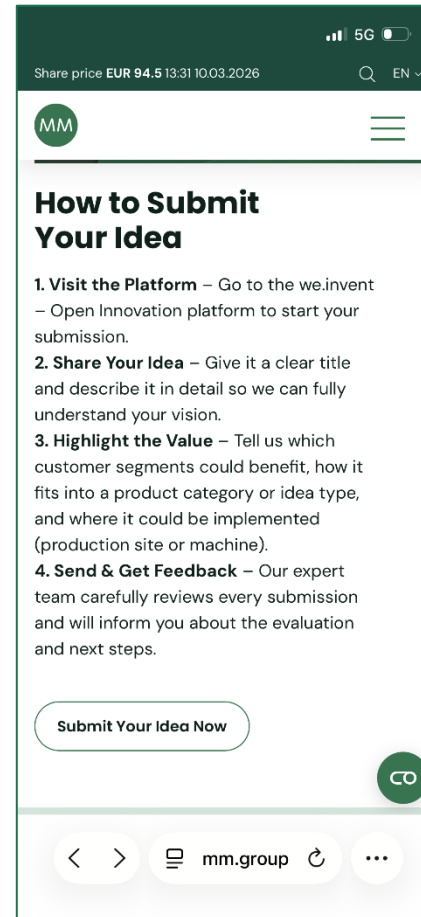 5G
Share price EUR 94.5 13:31 10.03.2026
EN
MM
How to Submit
Your Idea
1. Visit the Platform – Go to the we.invent
– Open Innovation platform to start your
submission.
2. Share Your Idea – Give it a clear title
and describe it in detail so we can fully
understand your vision.
3. Highlight the Value – Tell us which
customer segments could benefit, how it
fits into a product category or idea type,
and where it could be implemented
(production site or machine).
4. Send & Get Feedback – Our expert
team carefully reviews every submission
and will inform you about the evaluation
and next steps.
Submit Your Idea Now
mm.group